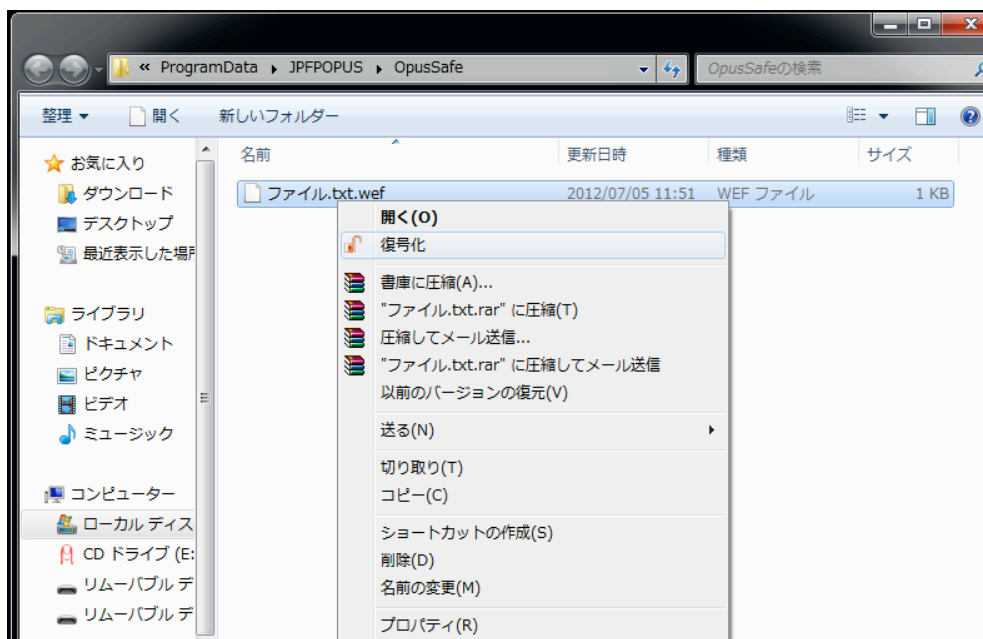 « ProgramData ▸ JPFPOPUS ▸ OpusSafe
OpusSafeの検索
整理 開く 新しいフォルダー
名前 更新日時 種類 サイズ
お気に入り
ダウンロード
デスクトップ
最近表示した場所
ライブラリ
ドキュメント
ピクチャ
ビデオ
ミュージック
コンピューター
ローカル ディス
CD ドライブ (E:
リムーバブル デ
リムーバブル デ
ファイル.txt.wef 2012/07/05 11:51 WEF ファイル 1 KB
開く(O)
復号化
書庫に圧縮(A)...
"ファイル.txt.rar" に圧縮(T)
圧縮してメール送信...
"ファイル.txt.rar" に圧縮してメール送信
以前のバージョンの復元(V)
送る(N)
切り取り(T)
コピー(C)
ショートカットの作成(S)
削除(D)
名前の変更(M)
プロパティ(R)